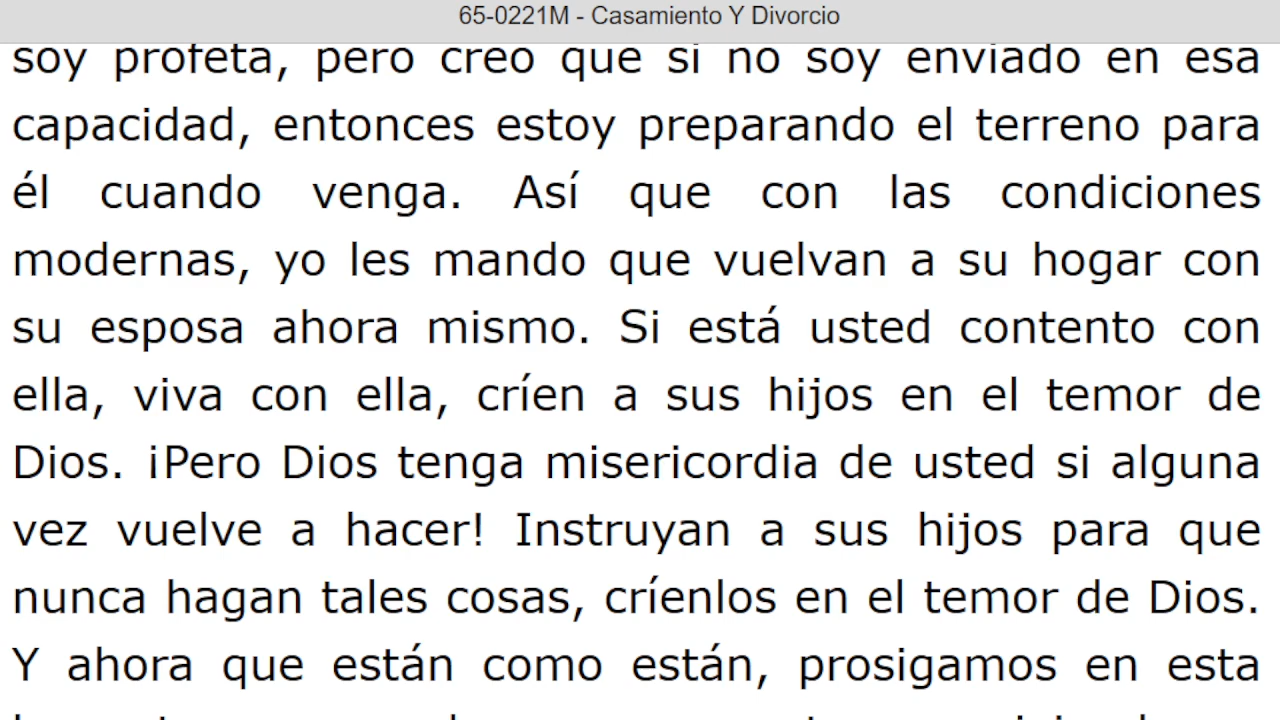 65-0221M - Casamiento Y Divorcio
soy profeta, pero creo que si no soy enviado en esa
capacidad, entonces estoy preparando el terreno para
él cuando venga. Así que con las condiciones
modernas, yo les mando que vuelvan a su hogar con
su esposa ahora mismo. Si está usted contento con
ella, viva con ella, críen a sus hijos en el temor de
Dios. ¡Pero Dios tenga misericordia de usted si alguna
vez vuelve a hacer! Instruyan a sus hijos para que
nunca hagan tales cosas, críenlos en el temor de Dios.
Y ahora que están como están, prosigamos en esta